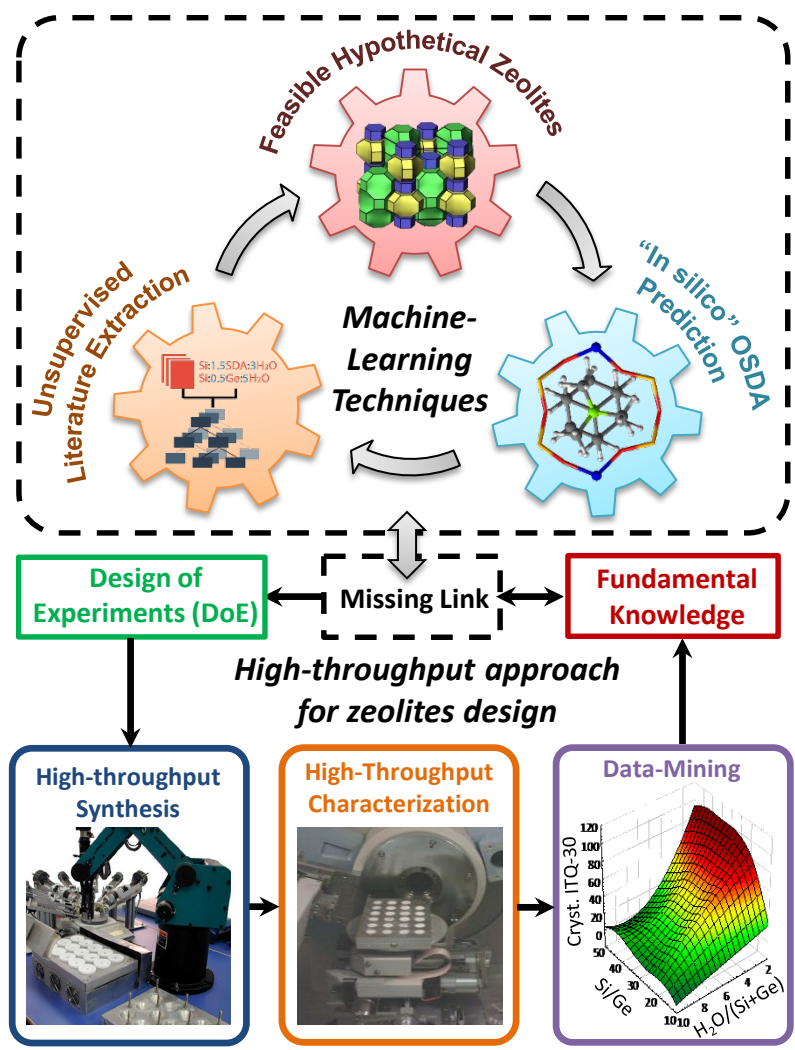 Feasible Hypothetical Zeolites
"In silico" OSDA
Prediction
Unsupervised
Literature Extraction
Machine-
Learning
Techniques
Si:1.5SDA:3H₂O
Si:0.5Ge:5H₂O
Design of
Experiments (DoE)
Missing Link
Fundamental
Knowledge
High-throughput approach
for zeolites design
High-throughput
Synthesis
High-Throughput
Characterization
Data-Mining
Cryst. ITQ-30
120
100
80
60
40
20
0
50
40
30
20
10
Si/Ge
10
8
6
4
2
H₂O/(Si+Ge)